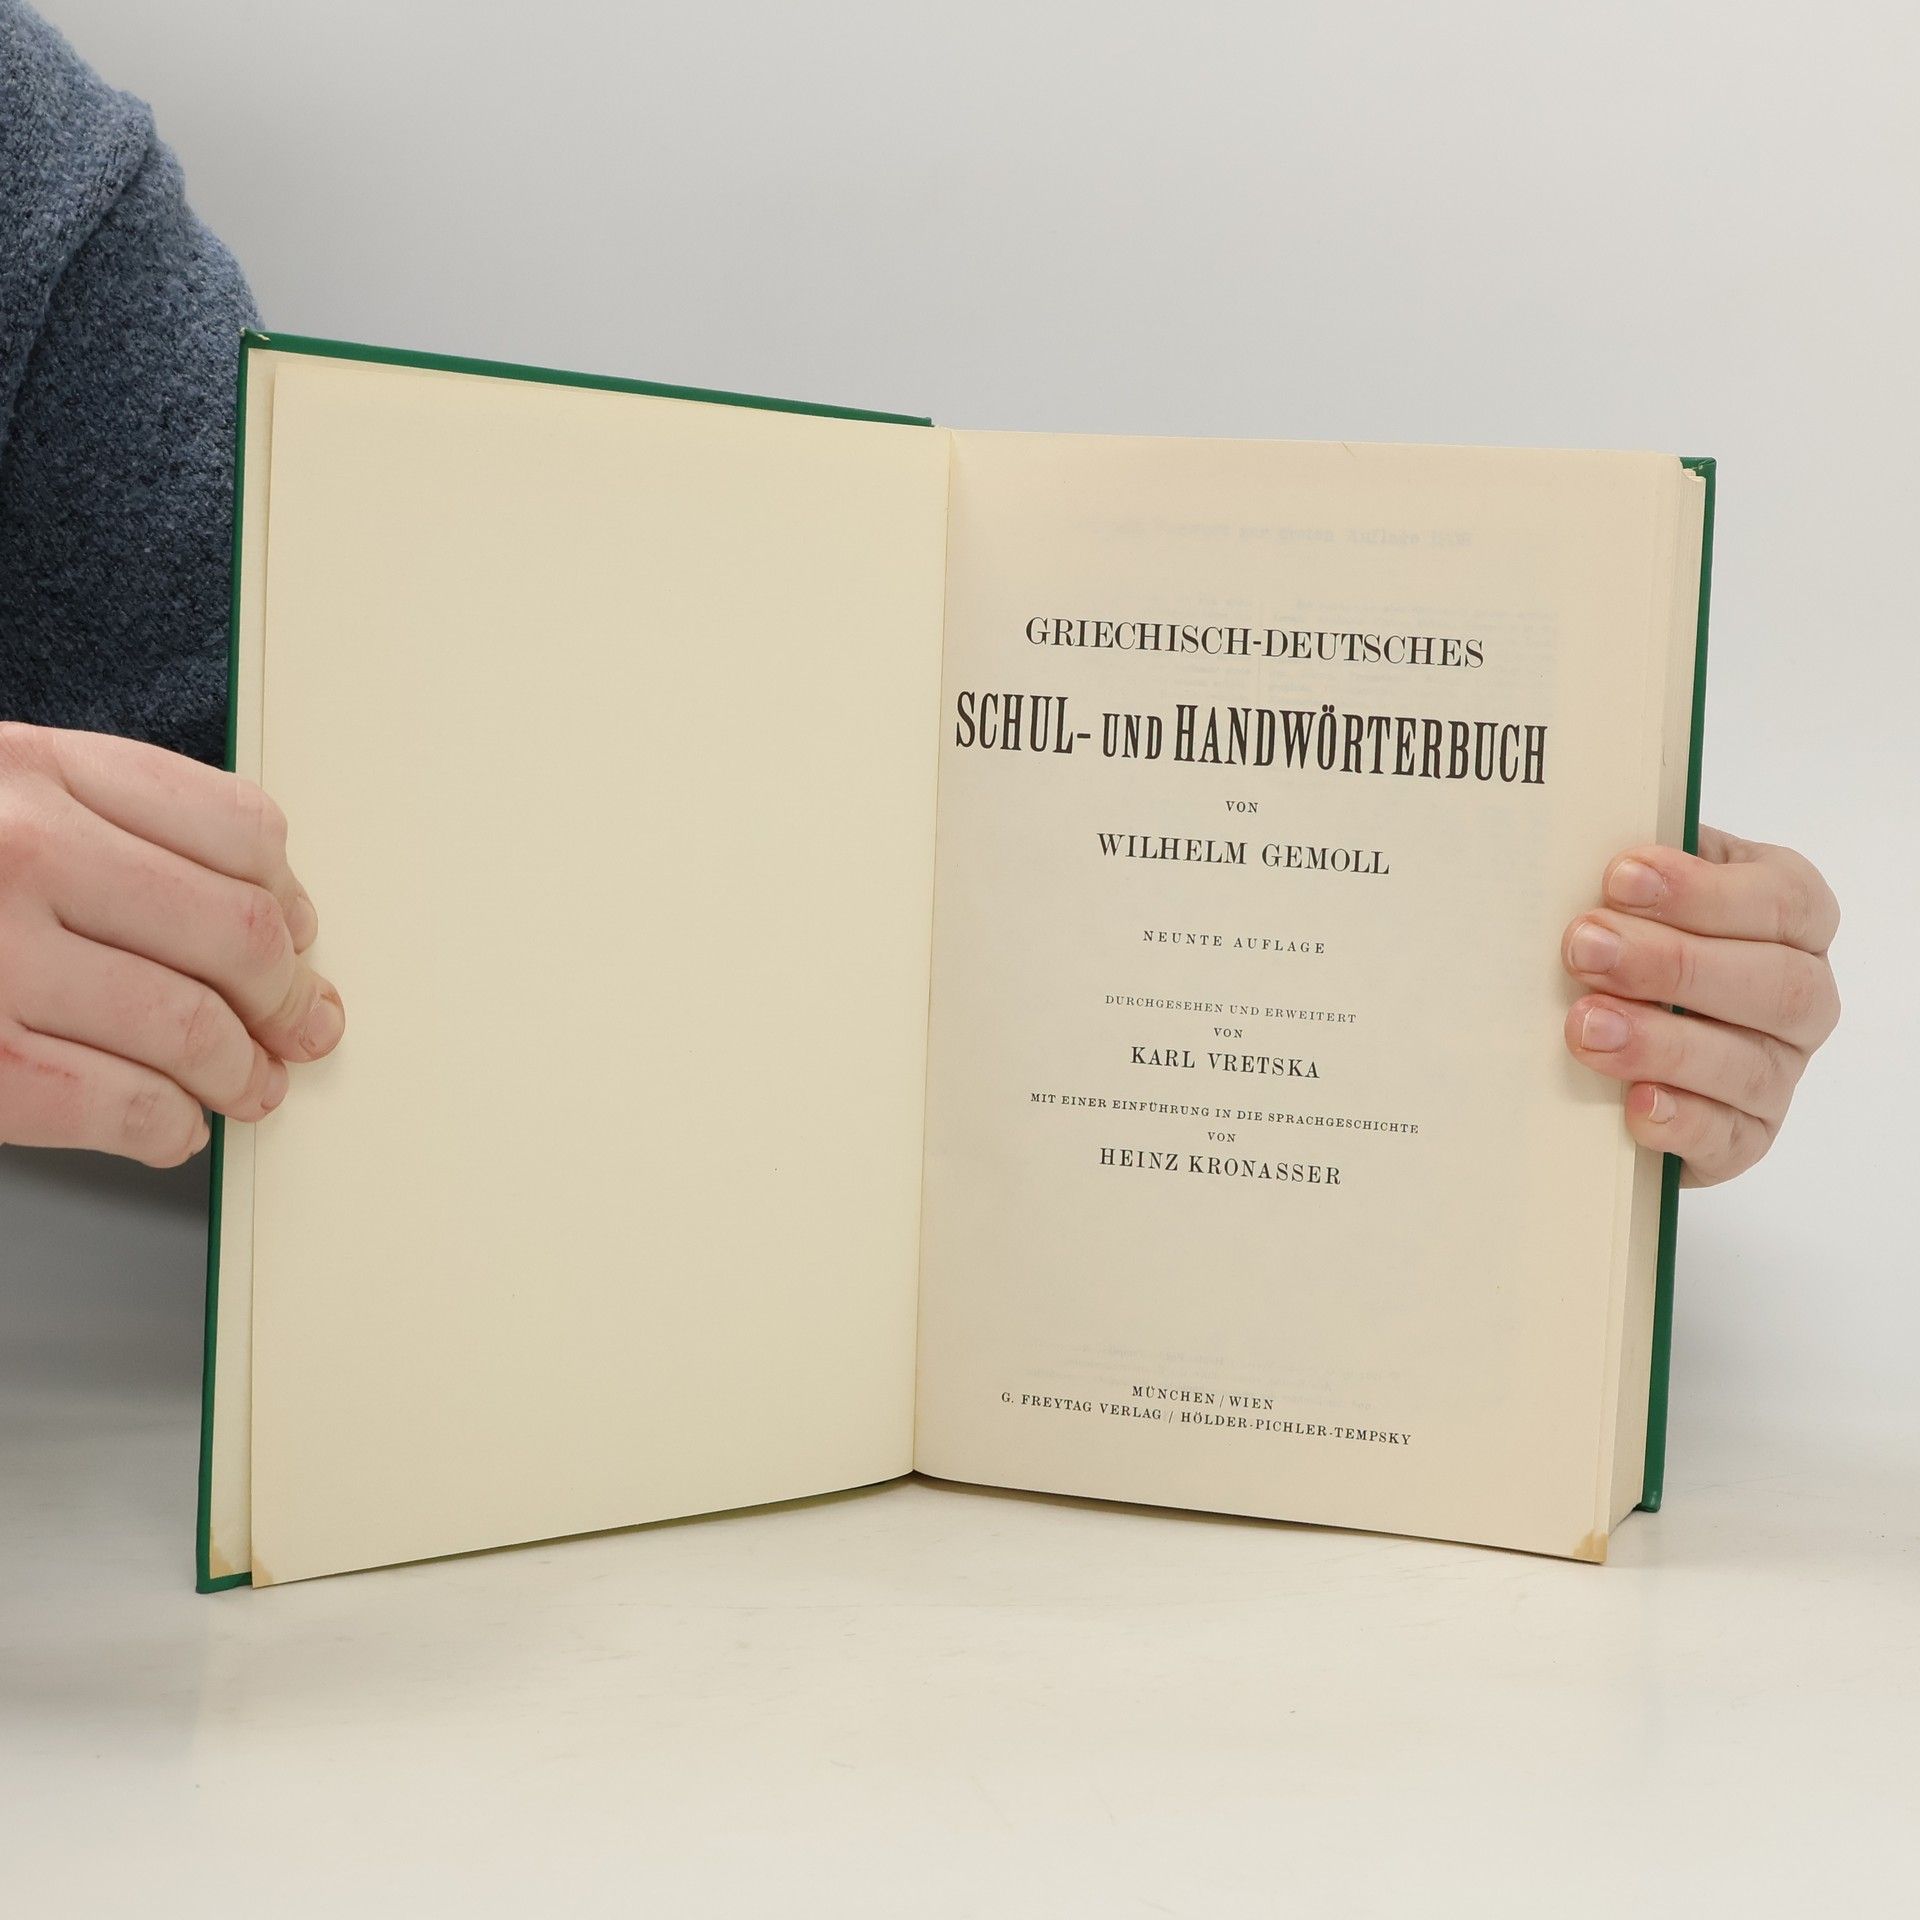 GRIECHISCH-DEUTSCHES
SCHUL- UND HANDWÖRTERBUCH
VON
WILHELM GEMOLL
NEUNTE AUFLAGE
DURCHGESEHEN UND ERWEITERT
VON
KARL VRETSKA
MIT EINER EINFÜHRUNG IN DIE SPRACHGESCHICHTE
VON
HEINZ KRONASSER
MÜNCHEN / WIEN
G. FREYTAG VERLAG / HÖLDER-PICHLER-TEMPSKY